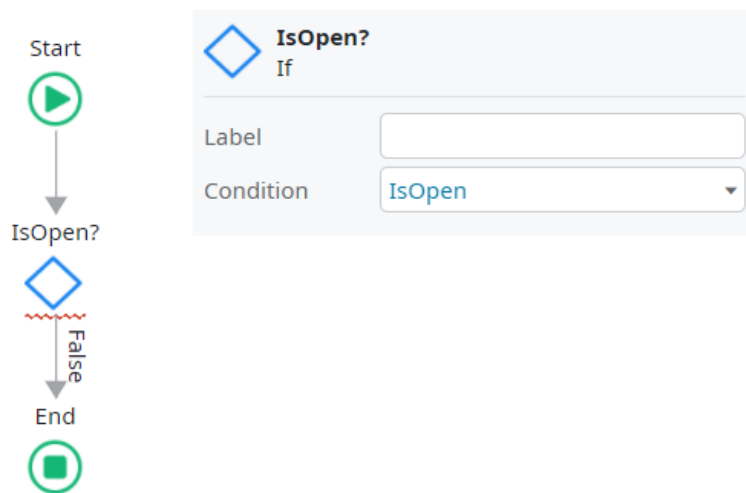 Start
IsOpen?
False
End
IsOpen?
If
Label
Condition
IsOpen